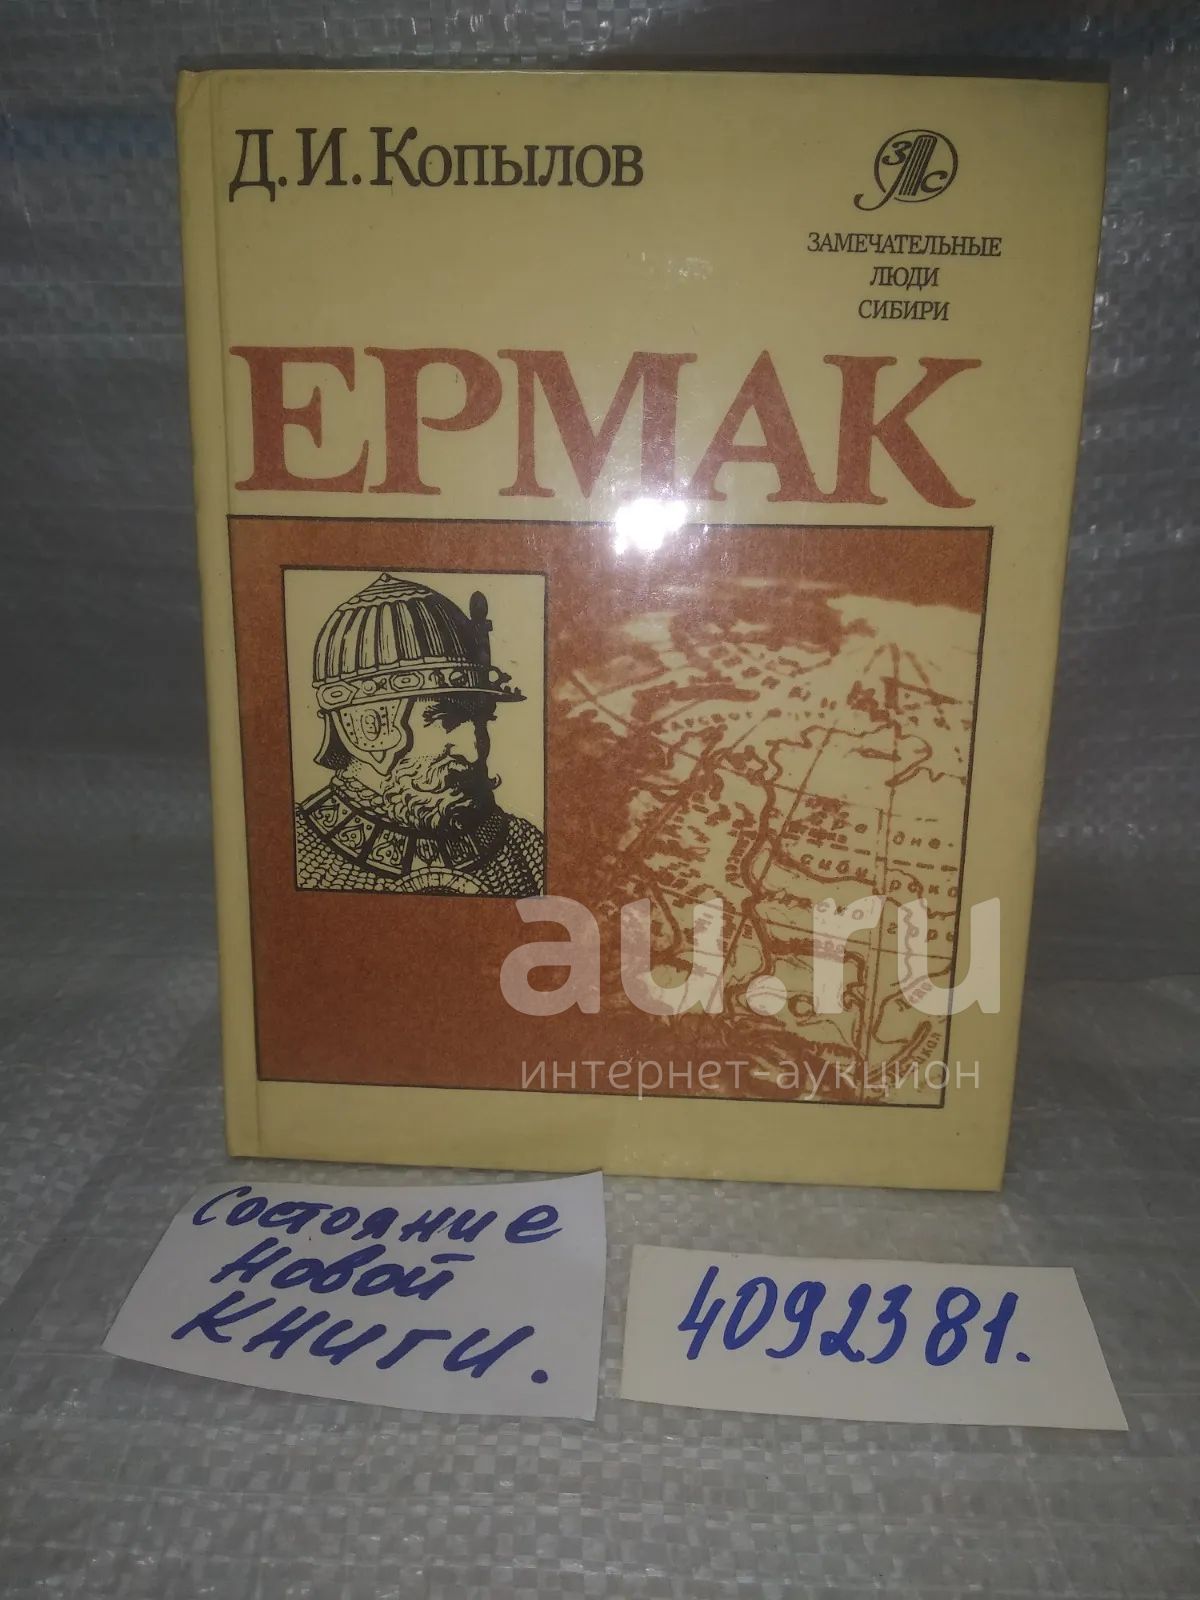 Д.И.Копылов
ЗЛС
ЗАМЕЧАТЕЛЬНЫЕ
ЛЮДИ
СИБИРИ
ЕРМАК
au.ru
интернет-аукцион
Состояние
новой
книги.
4092381.